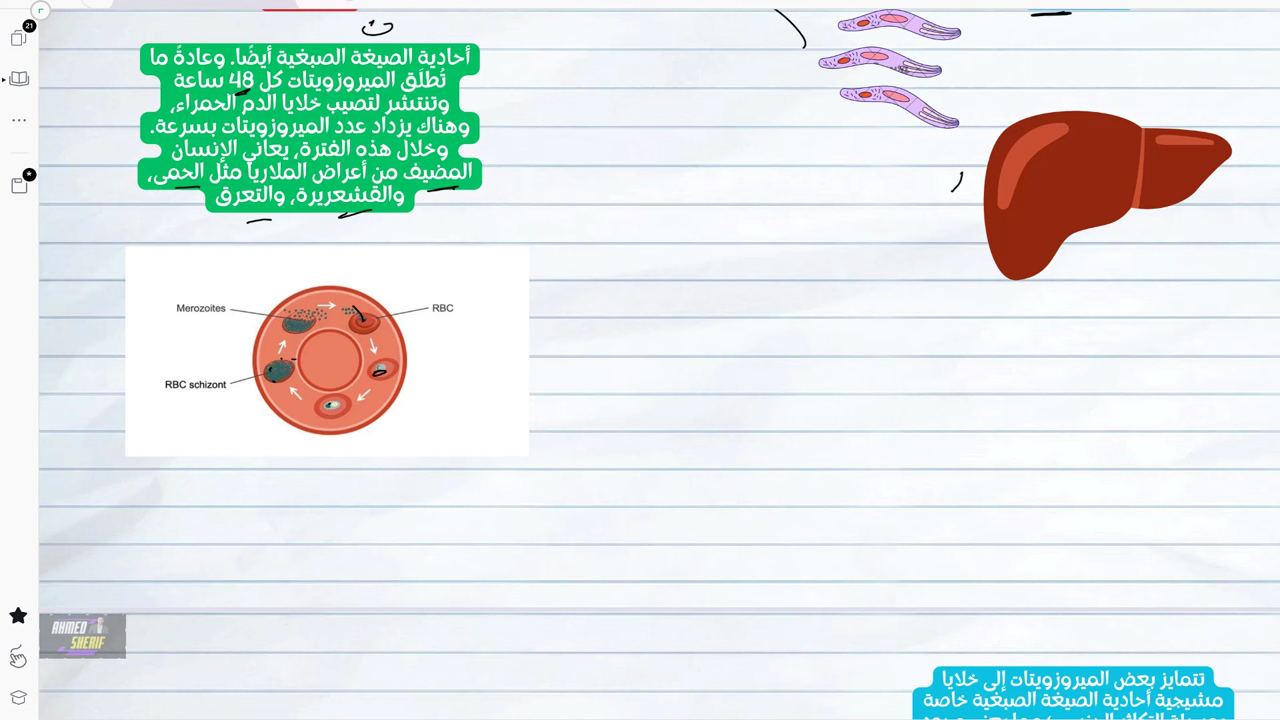 أحادية الصيغة الصبغية أيضًا. وعادةً ما
تُطلَق الميروزويتات كل 48 ساعة
وتنتشر لتصيب خلايا الدم الحمراء،
وهناك يزداد عدد الميروزويتات بسرعة.
وخلال هذه الفترة، يعاني الإنسان
المضيف من أعراض الملاريا مثل الحمى،
والقشعريرة، والتعرق
Merozoites
RBC
RBC schizont
21
AHMED
SHERIF
تتمايز بعض الميروزويتات إلى خلايا
مشيجية أحادية الصيغة الصبغية خاصة